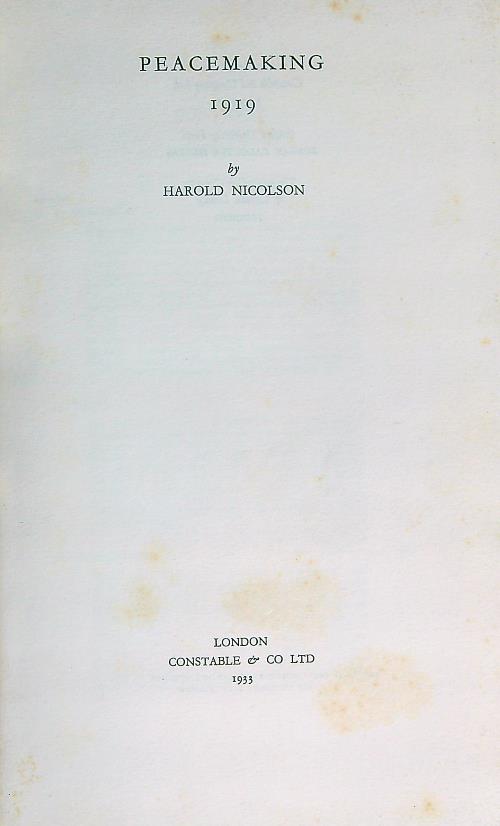 PEACEMAKING
1919
by
HAROLD NICOLSON
LONDON
CONSTABLE & CO LTD
1933